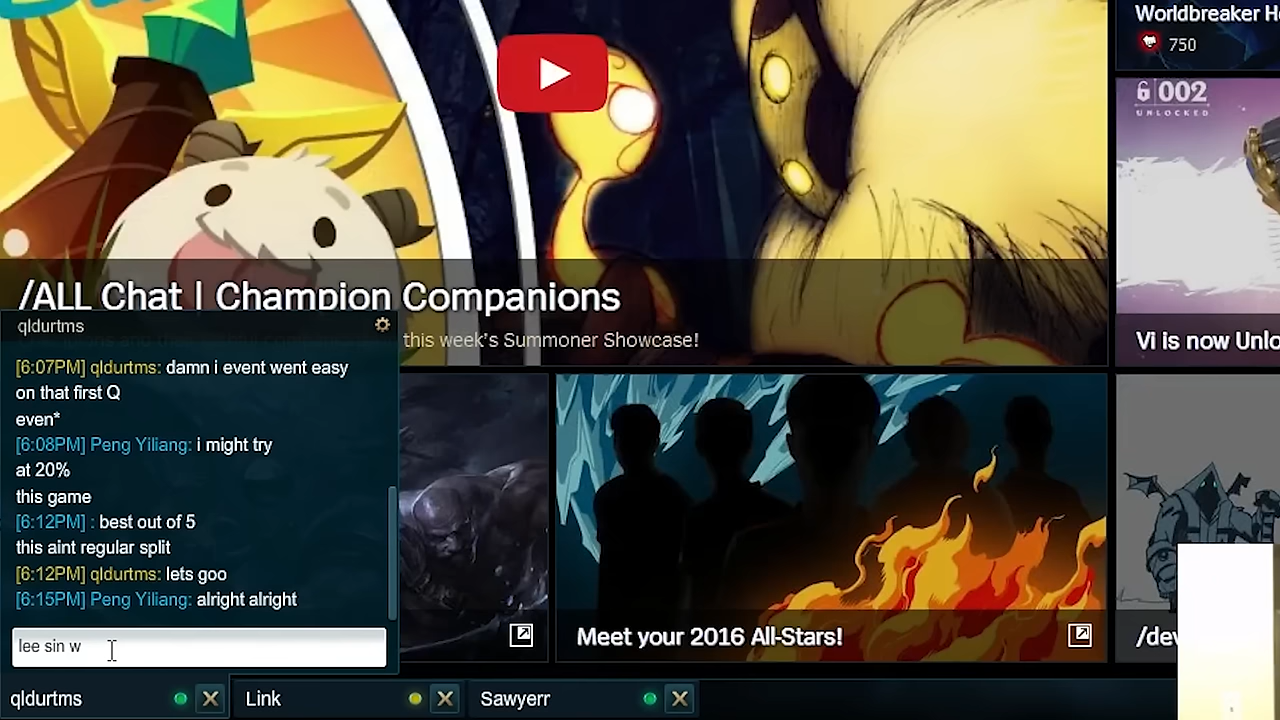 Worldbreaker H
750
002
UNLOCKED
/ALL Chat | Champion Companions
this week's Summoner Showcase!
Vi is now Unlo
qldurtms
[6:07PM] qldurtms: damn i event went easy
on that first Q
even*
[6:08PM] Peng Yiliang: i might try
at 20%
this game
[6:12PM] : best out of 5
this aint regular split
[6:12PM] qldurtms: lets goo
[6:15PM] Peng Yiliang: alright alright
lee sin w
Meet your 2016 All-Stars!
/dev
qldurtms
Link
Sawyerr